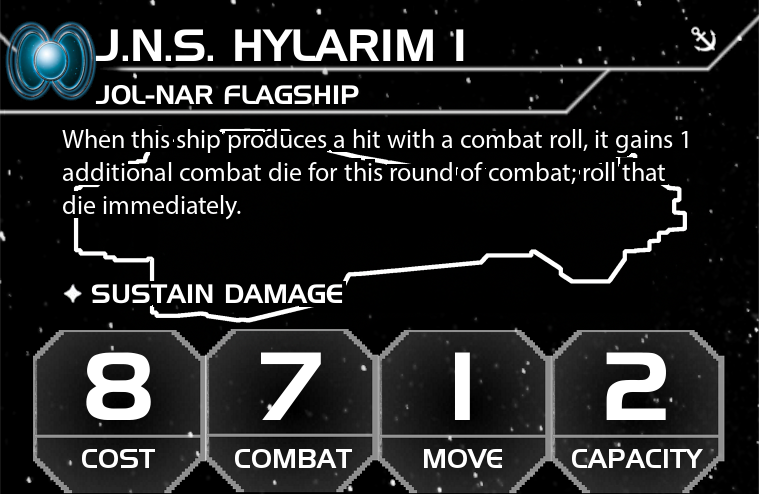 J.N.S. HYLARIM I
JOL-NAR FLAGSHIP
When this ship produces a hit with a combat roll, it gains 1
additional combat die for this round of combat; roll that
die immediately.
SUSTAIN DAMAGE
8 7 1 2
COST COMBAT MOVE CAPACITY